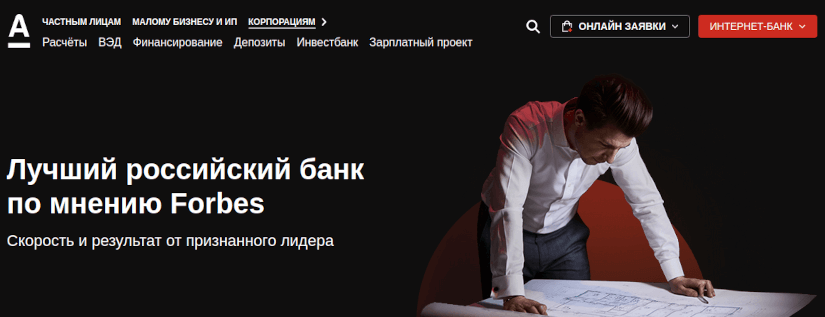 А
ЧАСТНЫМ ЛИЦАМ МАЛОМУ БИЗНЕСУ И ИП КОРПОРАЦИЯМ
Расчёты ВЭД Финансирование Депозиты Инвестбанк Зарплатный проект
ОНЛАЙН ЗАЯВКИ
ИНТЕРНЕТ-БАНК
Лучший российский банк
по мнению Forbes
Скорость и результат от признанного лидера